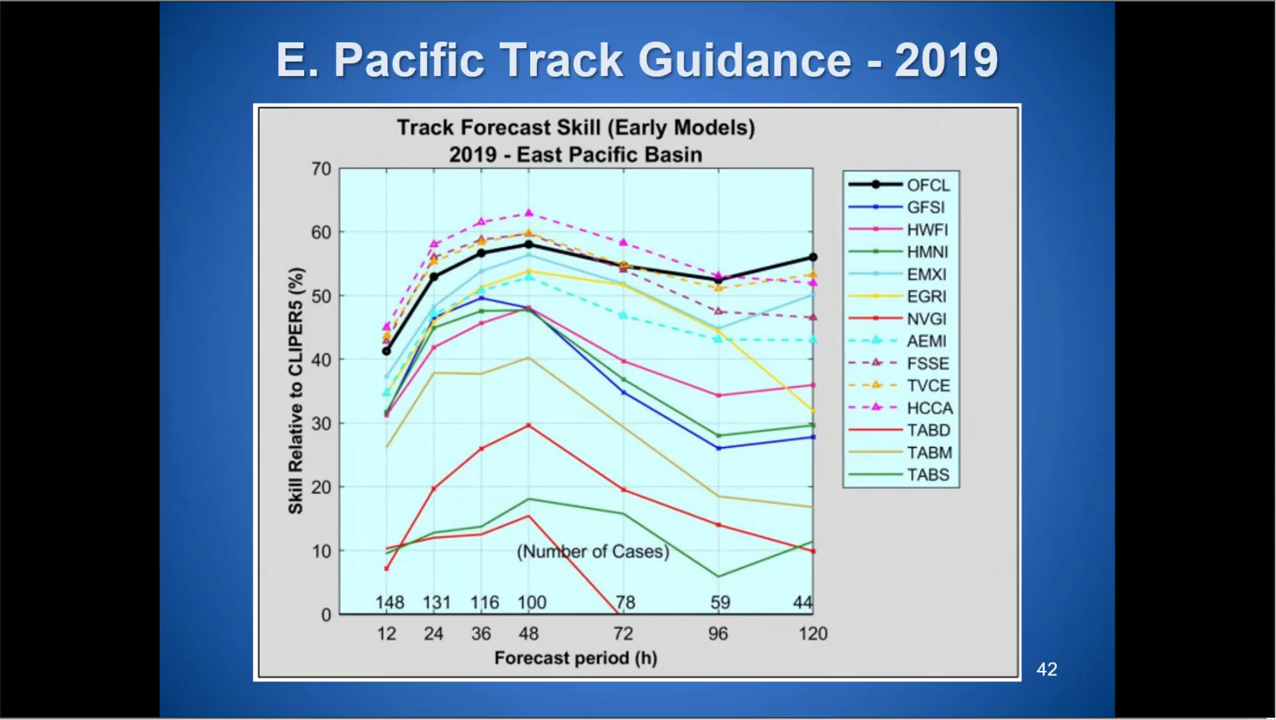 E. Pacific Track Guidance - 2019
Track Forecast Skill (Early Models)
2019 - East Pacific Basin
Skill Relative to CLIPER5 (%)
70
60
50
40
30
20
10
0
(Number of Cases)
148 131 116 100 78 59 44
12 24 36 48 72 96 120
Forecast period (h)
OFCL
GFSI
HWFI
HMNI
EMXI
EGRI
NVGI
AEMI
FSSE
TVCE
HCCA
TABD
TABM
TABS
42